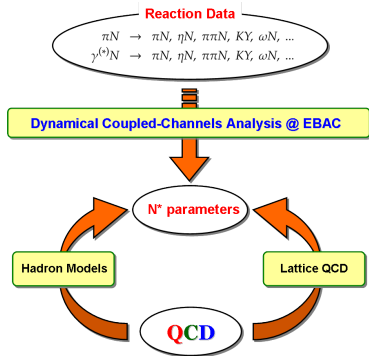 Reaction Data
πN → πN, ηN, ππN, KY, ωN, ...
γ(*)N → πN, ηN, ππN, KY, ωN, ...
Dynamical Coupled-Channels Analysis @ EBAC
N* parameters
Hadron Models
Lattice QCD
QCD